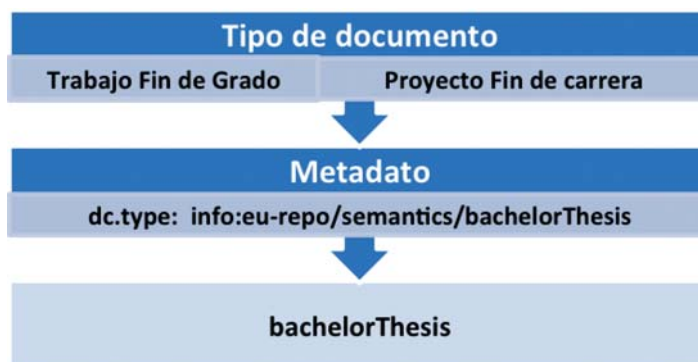 Tipo de documento
Trabajo Fin de Grado Proyecto Fin de carrera
Metadato
dc.type: info:eu-repo/semantics/bachelorThesis
bachelorThesis